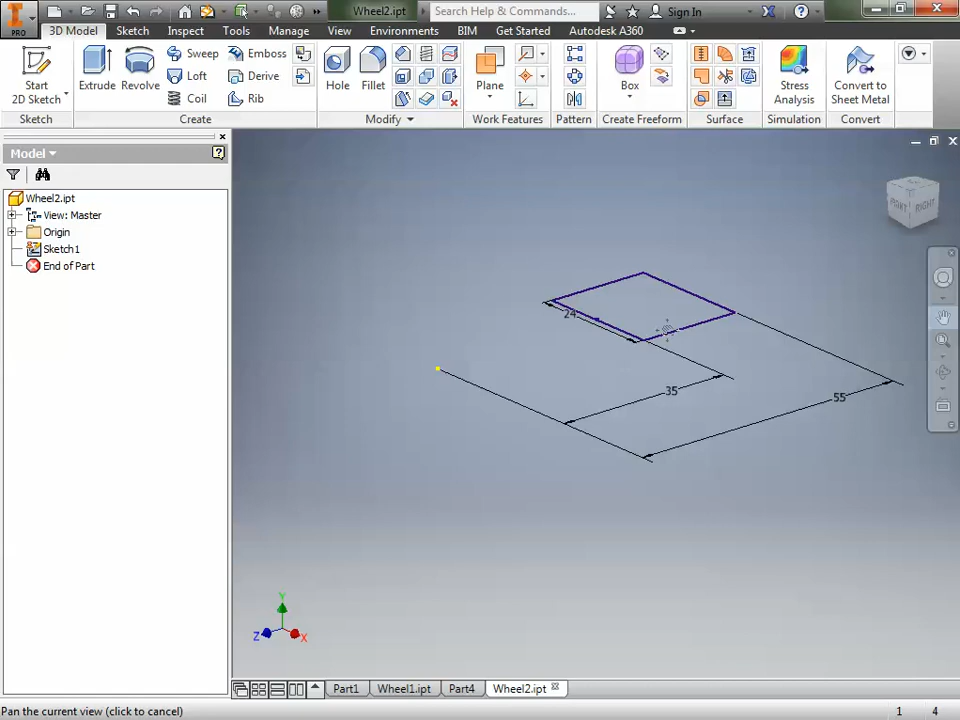 Wheel2.ipt
Search Help & Commands...
Sign In
PRO
3D Model
Sketch
Inspect
Tools
Manage
View
Environments
BIM
Get Started
Autodesk A360
Start
2D Sketch
Extrude
Revolve
Sweep
Loft
Coil
Emboss
Derive
Rib
Hole
Fillet
Plane
Box
Stress
Analysis
Convert to
Sheet Metal
Sketch
Create
Modify
Work Features
Pattern
Create Freeform
Surface
Simulation
Convert
Model
Wheel2.ipt
View: Master
Origin
Sketch1
End of Part
RIGHT
24
35
55
Y
Z
X
Part1
Wheel1.ipt
Part4
Wheel2.ipt
Pan the current view (click to cancel)
1
4